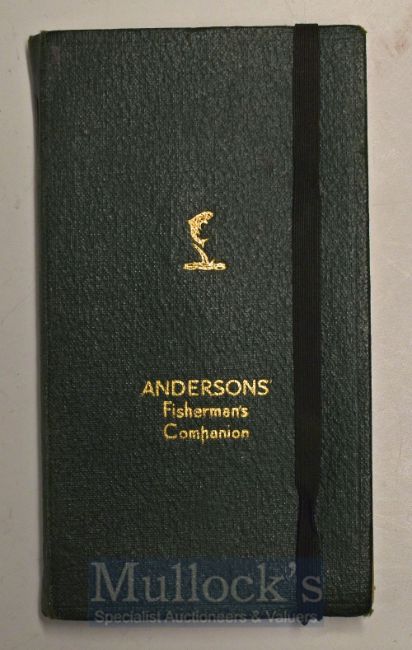 ANDERSONS'
Fisherman's
Companion
Mullock's
Specialist Auctioneers & Valuers